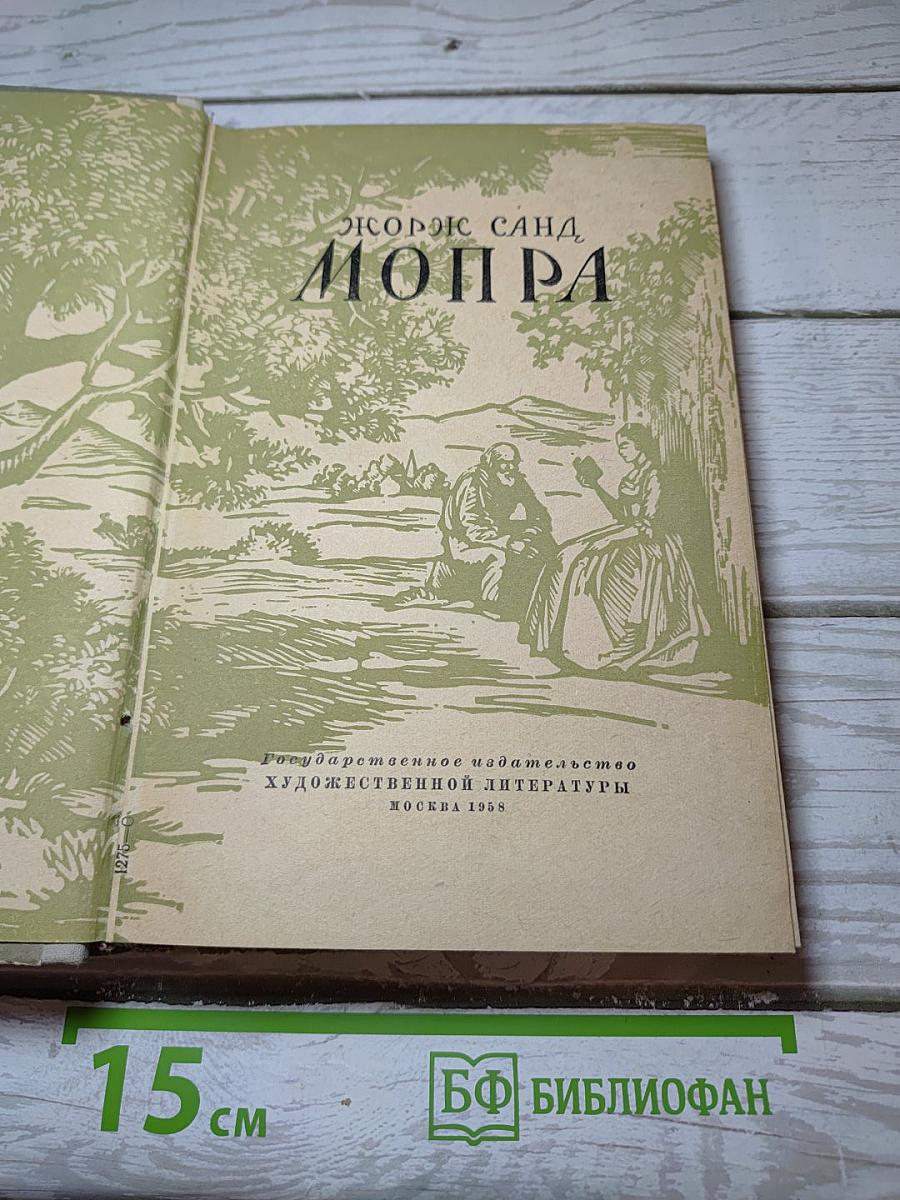 ЖОРЖ САНД
МОПРА
Государственное издательство
ХУДОЖЕСТВЕННОЙ ЛИТЕРАТУРЫ
МОСКВА 1958
15 см
БФ БИБЛИОФАН